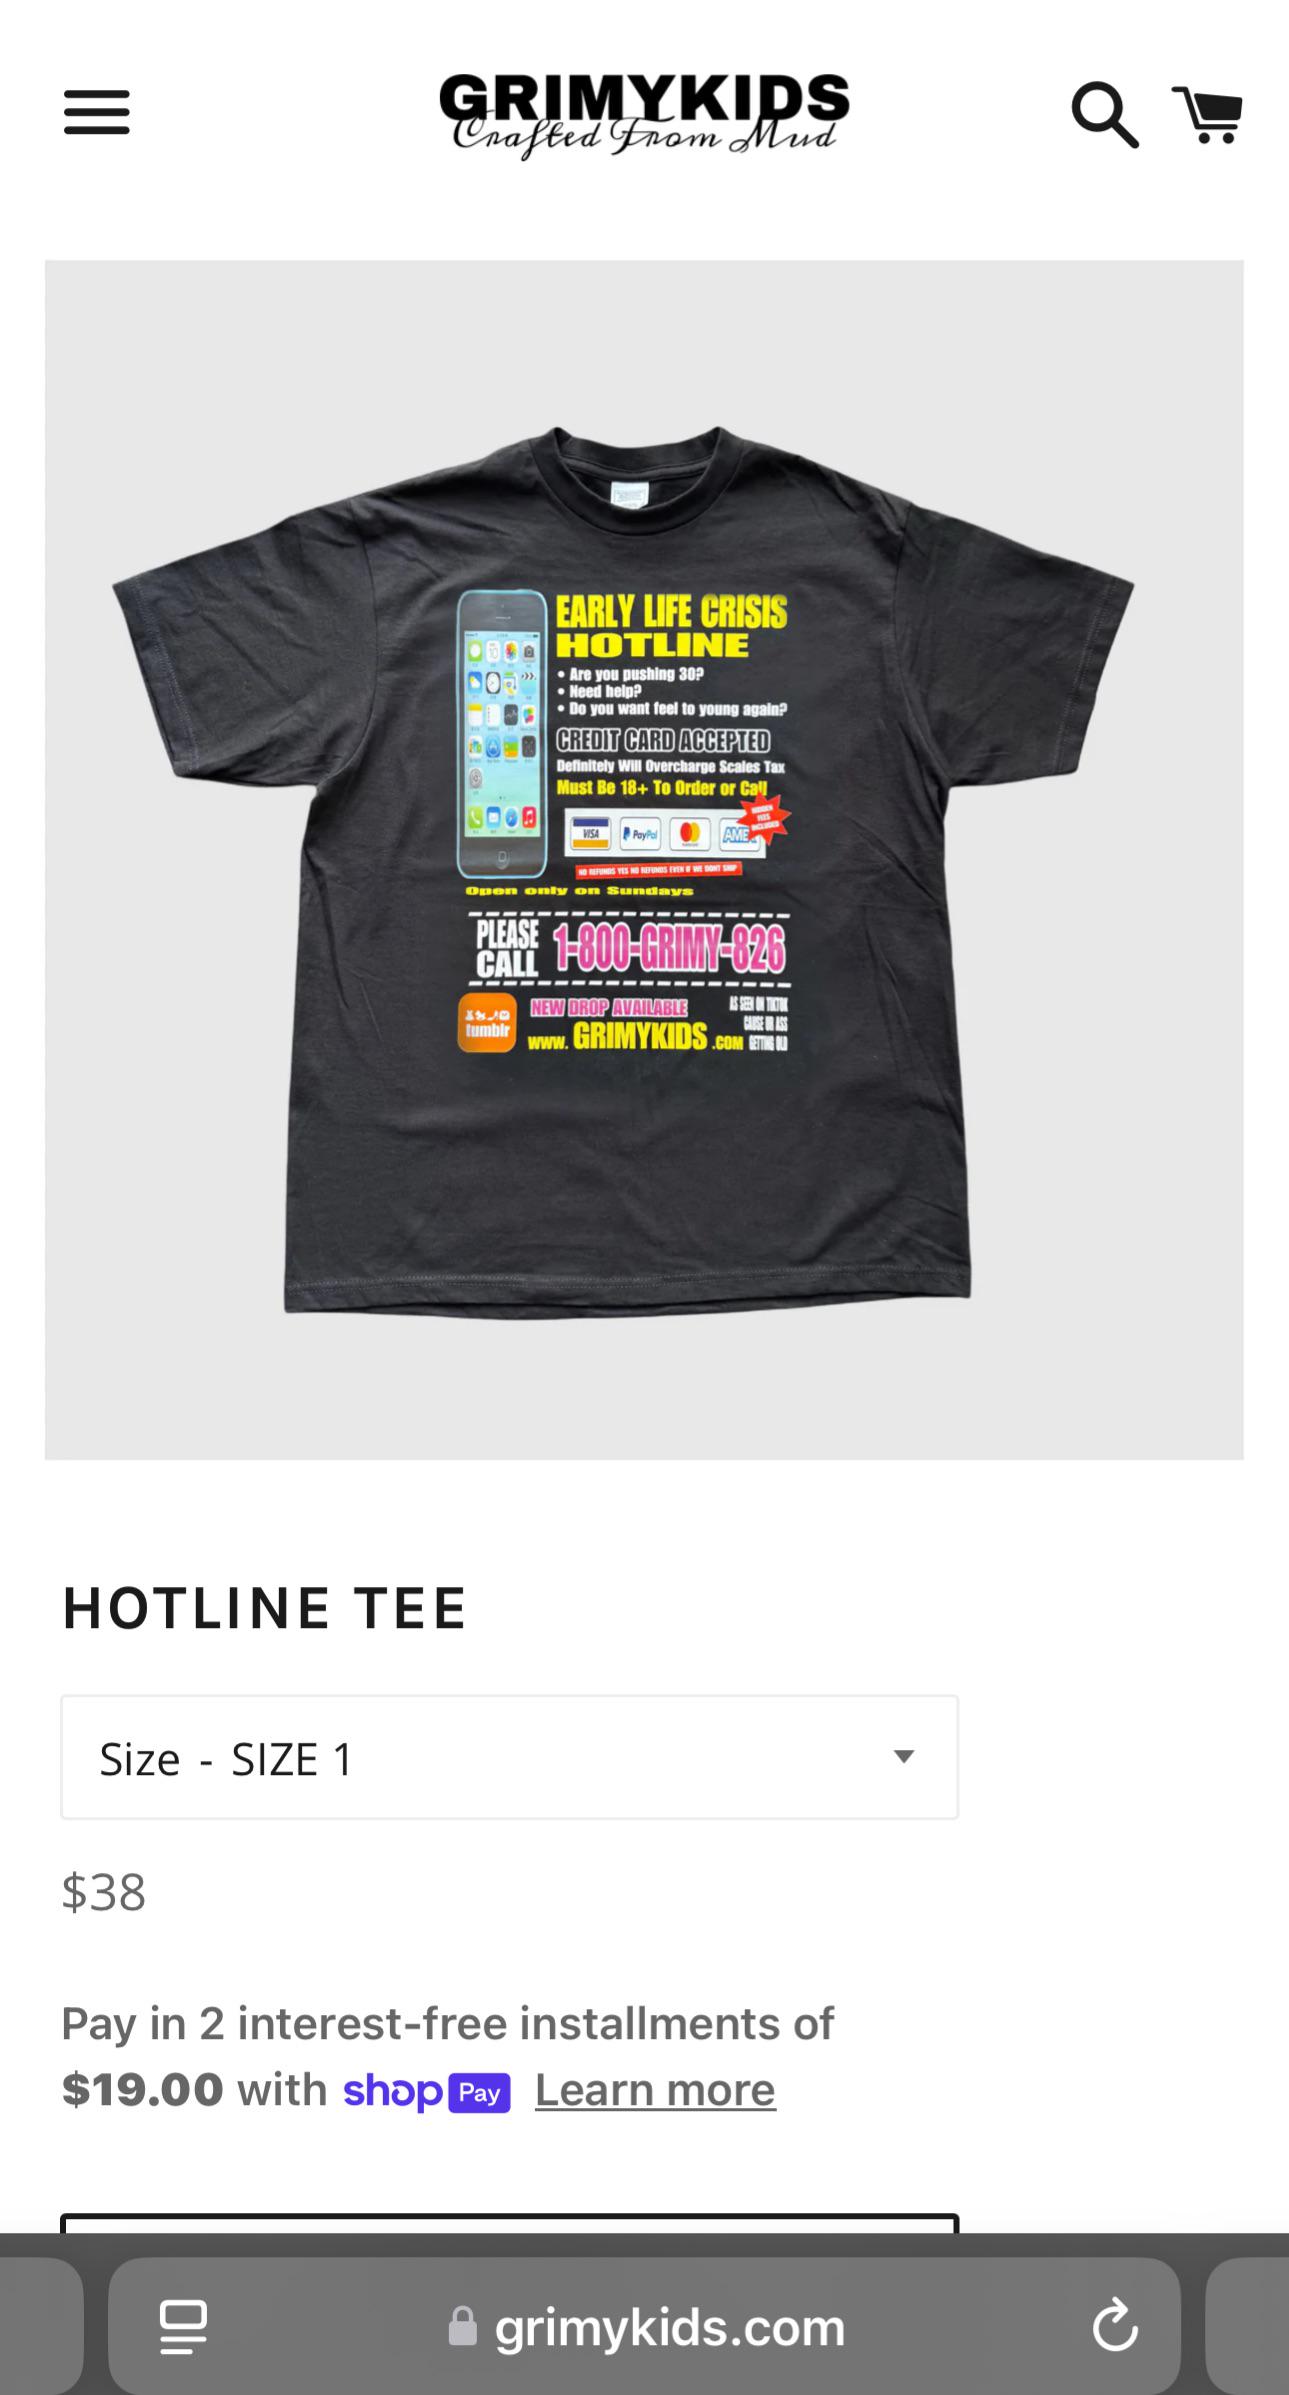 GRIMYKIDS
Crafted From Mud
EARLY LIFE CRISIS
HOTLINE
• Are you pushing 30?
• Need help?
• Do you want feel to young again?
CREDIT CARD ACCEPTED
Definitely Will Overcharge Scales Tax
Must Be 18+ To Order or Call
HIDDEN
FEES
INCLUDED
VISA PayPal AME
NO REFUNDS YES NO REFUNDS EVEN IF WE DONT SHIP
Open only on Sundays
PLEASE
CALL
1-800-GRIMY-826
tumblr
NEW DROP AVAILABLE
www. GRIMYKIDS .COM
AS SEEN ON TIKTOK
CAUSE UR ASS
GETTING OLD
HOTLINE TEE
Size - SIZE 1
$38
Pay in 2 interest-free installments of
$19.00 with shop Pay Learn more
grimykids.com